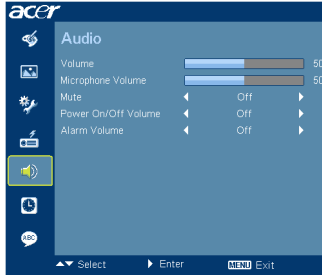 acer
Audio
Volume 50
Microphone Volume 50
Mute Off
Power On/Off Volume Off
Alarm Volume Off
ABC
Select Enter MENU Exit